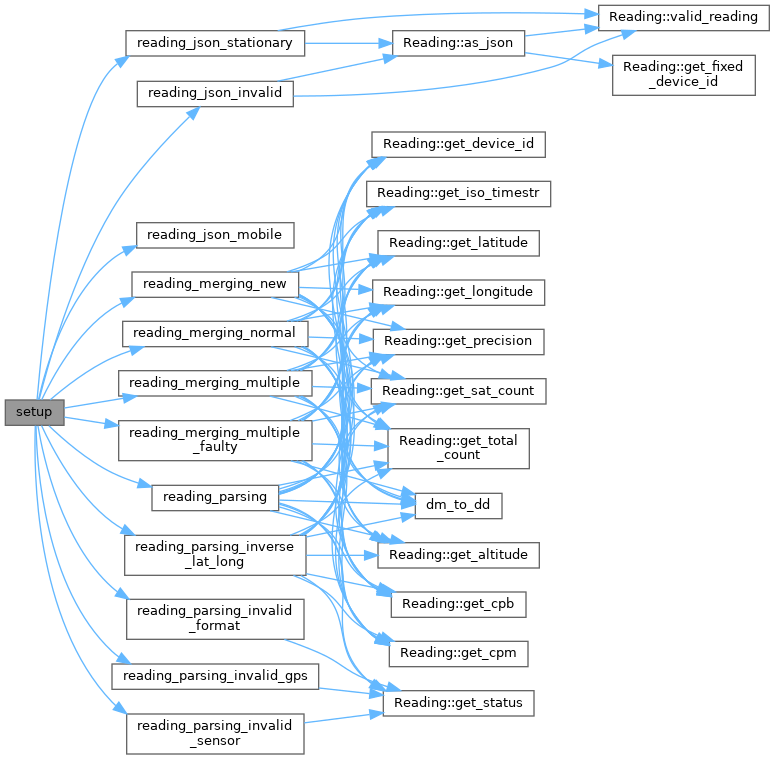 setup
reading_json_stationary
reading_json_invalid
reading_json_mobile
reading_merging_new
reading_merging_normal
reading_merging_multiple
reading_merging_multiple
_faulty
reading_parsing
reading_parsing_inverse
_lat_long
reading_parsing_invalid
_format
reading_parsing_invalid_gps
reading_parsing_invalid
_sensor
Reading::as_json
Reading::get_device_id
Reading::get_iso_timestr
Reading::get_latitude
Reading::get_longitude
Reading::get_precision
Reading::get_sat_count
Reading::get_total
_count
dm_to_dd
Reading::get_altitude
Reading::get_cpb
Reading::get_cpm
Reading::get_status
Reading::valid_reading
Reading::get_fixed
_device_id